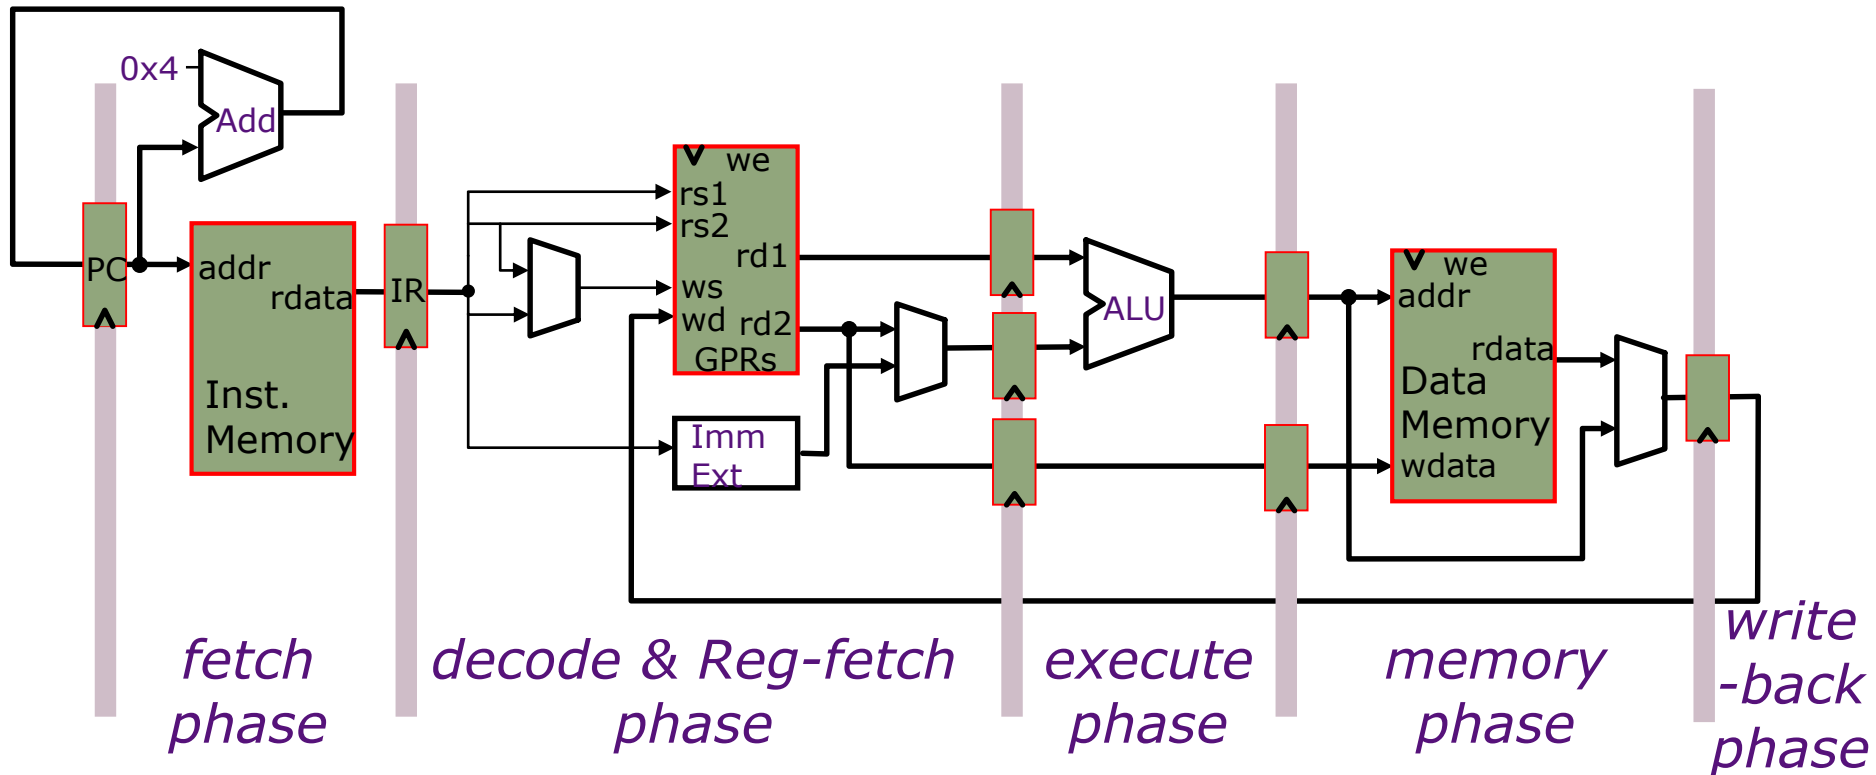 0x4
Add
PC
addr
rdata
Inst.
Memory
IR
we
rs1
rs2
rd1
ws
wd
rd2
GPRs
Imm
Ext
ALU
we
addr
rdata
Data
Memory
wdata
fetch
phase
decode & Reg-fetch
phase
execute
phase
memory
phase
write
-back
phase